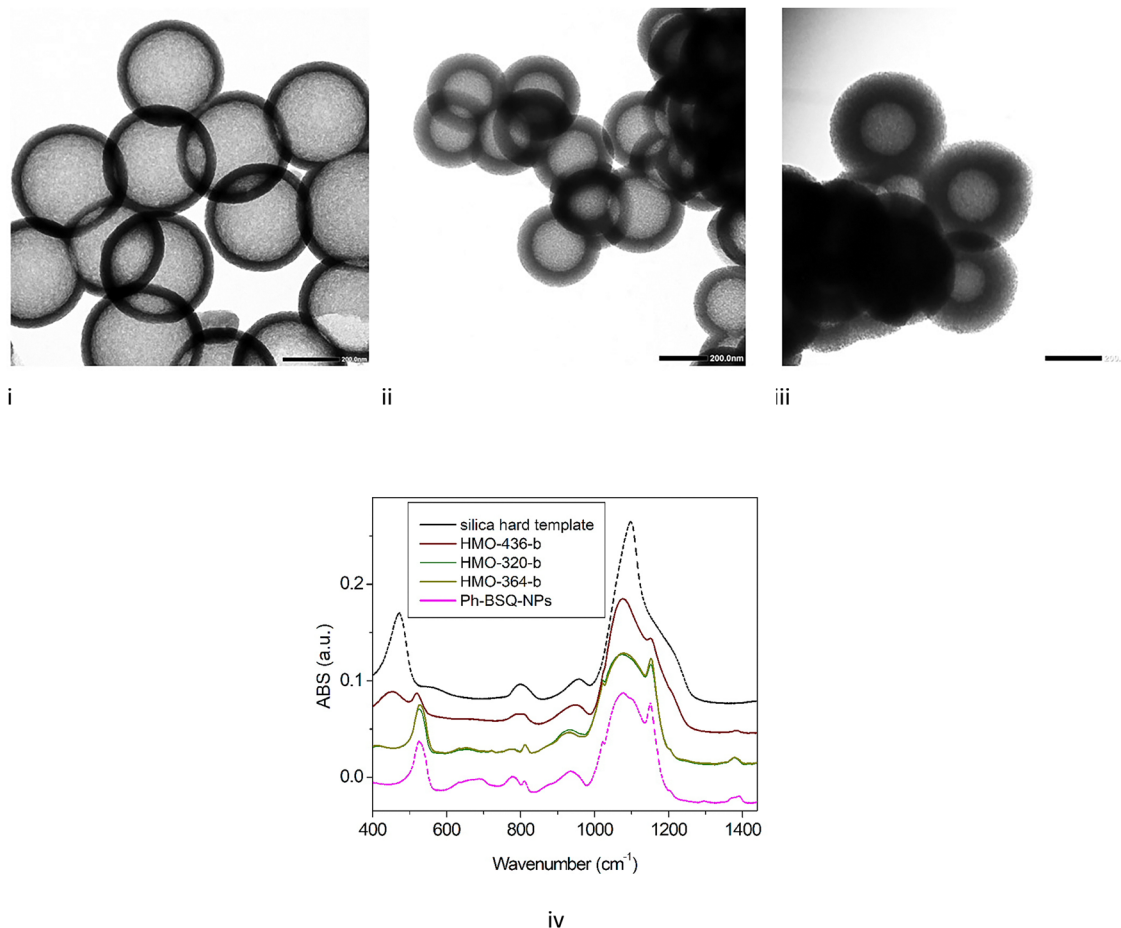 200.0nm
200.0nm
200.
i
ii
iii
silica hard template
HMO-436-b
HMO-320-b
HMO-364-b
Ph-BSQ-NPs
0.2
0.1
0.0
ABS (a.u.)
400 600 800 1000 1200 1400
Wavenumber (cm⁻¹)
iv